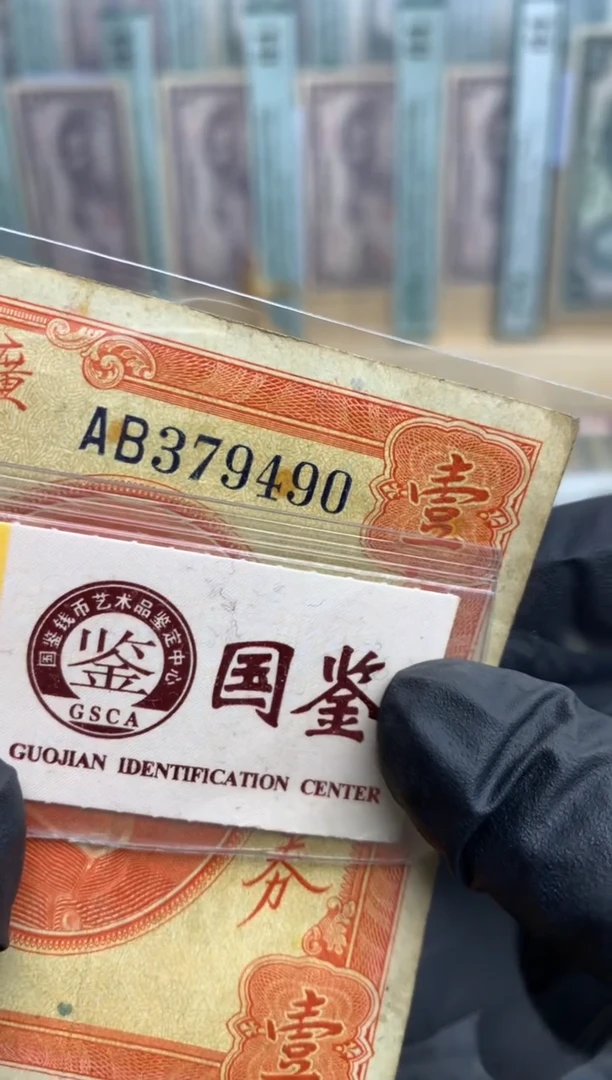 AB379490
壹
国鉴钱币艺术品鉴定中心
鉴
GSCA
国鉴
GUOJIAN IDENTIFICATION CENTER
券
壹